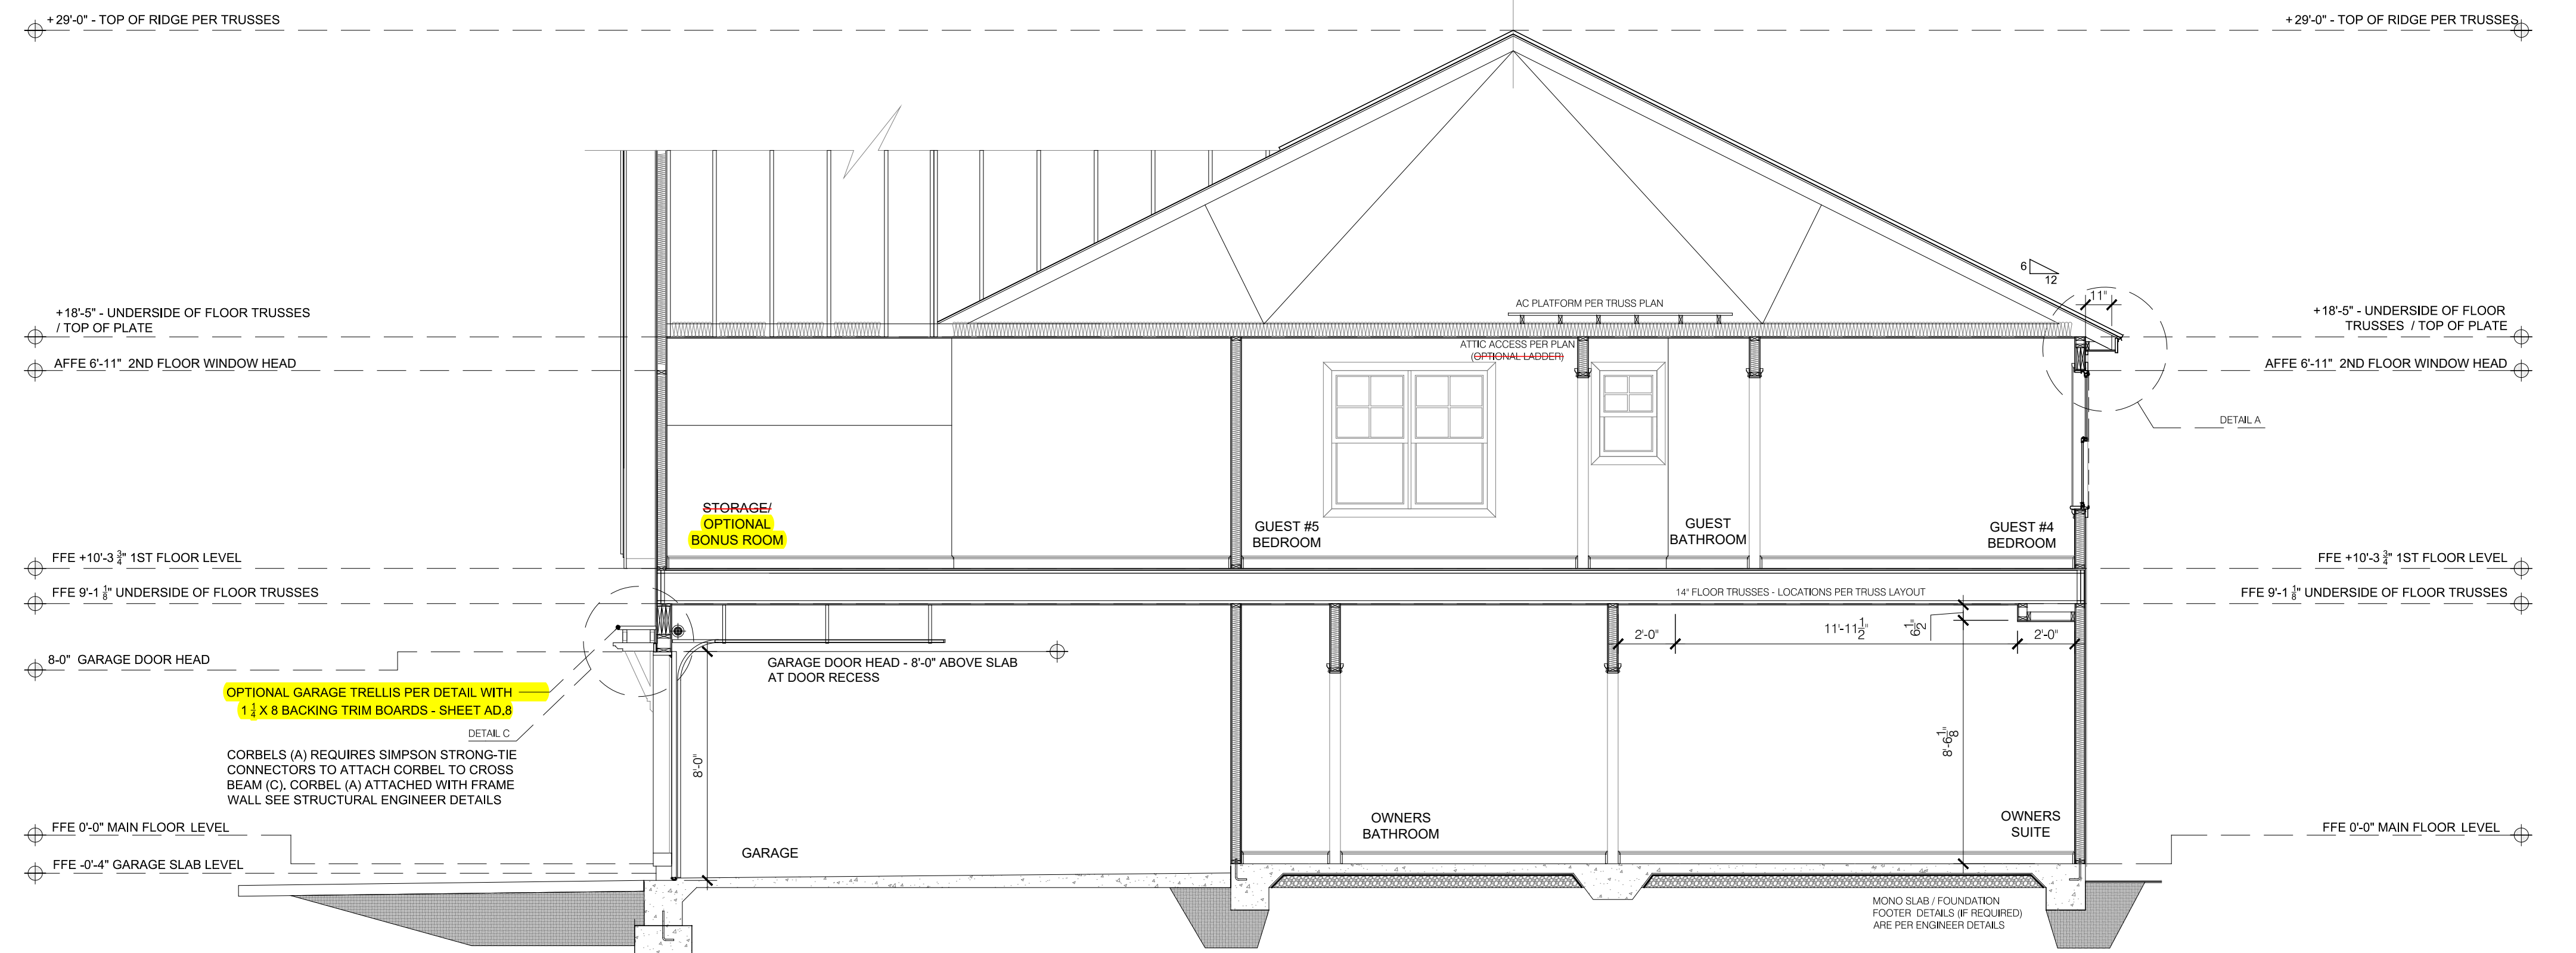 +29'-0" - TOP OF RIDGE PER TRUSSES
+29'-0" - TOP OF RIDGE PER TRUSSES
6
12
11"
AC PLATFORM PER TRUSS PLAN
+18'-5" - UNDERSIDE OF FLOOR TRUSSES
/ TOP OF PLATE
+18'-5" - UNDERSIDE OF FLOOR
TRUSSES / TOP OF PLATE
ATTIC ACCESS PER PLAN
(OPTIONAL LADDER)
AFFE 6'-11" 2ND FLOOR WINDOW HEAD
AFFE 6'-11" 2ND FLOOR WINDOW HEAD
DETAIL A
STORAGE/
OPTIONAL
BONUS ROOM
GUEST #5
BEDROOM
GUEST
BATHROOM
GUEST #4
BEDROOM
FFE +10'-3 3/4" 1ST FLOOR LEVEL
FFE +10'-3 3/4" 1ST FLOOR LEVEL
FFE 9'-1 1/8" UNDERSIDE OF FLOOR TRUSSES
14" FLOOR TRUSSES - LOCATIONS PER TRUSS LAYOUT
FFE 9'-1 1/8" UNDERSIDE OF FLOOR TRUSSES
2'-0"
11'-11 1/2"
6 1/2"
2'-0"
8-0" GARAGE DOOR HEAD
GARAGE DOOR HEAD - 8'-0" ABOVE SLAB
AT DOOR RECESS
OPTIONAL GARAGE TRELLIS PER DETAIL WITH
1 1/4 X 8 BACKING TRIM BOARDS - SHEET AD.8
DETAIL C
CORBELS (A) REQUIRES SIMPSON STRONG-TIE
CONNECTORS TO ATTACH CORBEL TO CROSS
BEAM (C). CORBEL (A) ATTACHED WITH FRAME
WALL SEE STRUCTURAL ENGINEER DETAILS
8'-0"
8'-6 1/8"
OWNERS
BATHROOM
OWNERS
SUITE
FFE 0'-0" MAIN FLOOR LEVEL
FFE 0'-0" MAIN FLOOR LEVEL
GARAGE
FFE -0'-4" GARAGE SLAB LEVEL
MONO SLAB / FOUNDATION
FOOTER DETAILS (IF REQUIRED)
ARE PER ENGINEER DETAILS